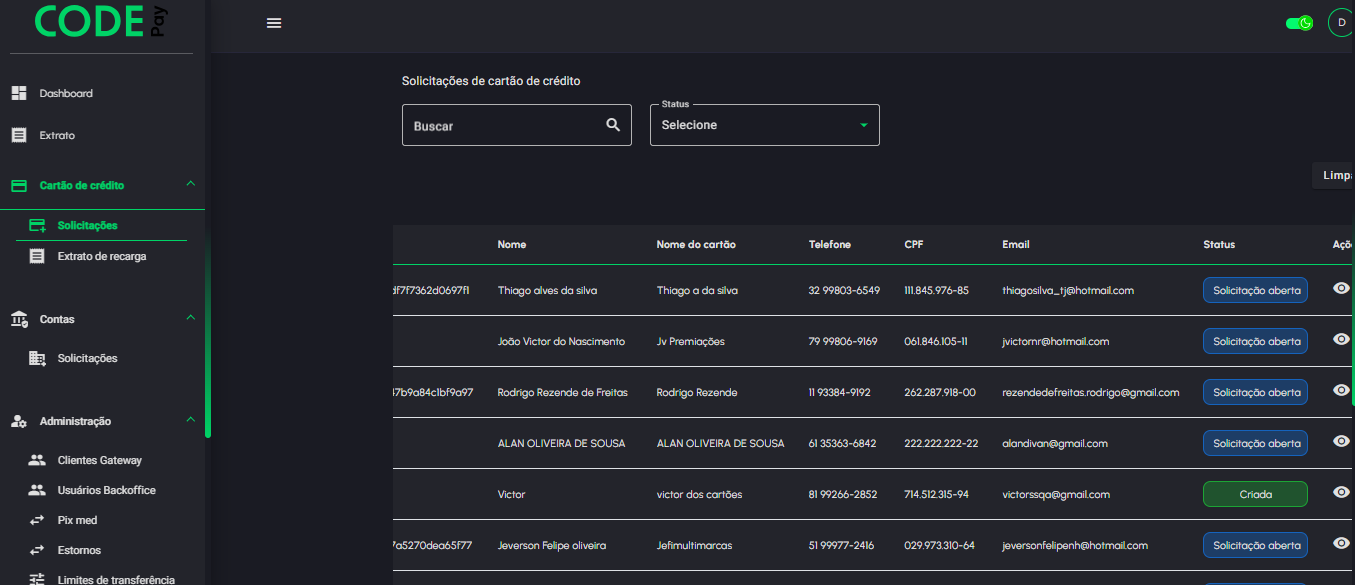 CODE Pay
D
Dashboard
Extrato
Cartão de crédito
Solicitações
Extrato de recarga
Contas
Solicitações
Administração
Clientes Gateway
Usuários Backoffice
Pix med
Estornos
Limites de transferência
Solicitações de cartão de crédito
Buscar
Status
Selecione
Limpa
Nome Nome do cartão Telefone CPF Email Status Açõ
df7f7362d0697f1 Thiago alves da silva Thiago a da silva 32 99803-6549 111.845.976-85 thiagosilva_tj@hotmail.com Solicitação aberta
João Victor do Nascimento Jv Premiações 79 99806-9169 061.846.105-11 jvictornr@hotmail.com Solicitação aberta
47b9a84c1bf9a97 Rodrigo Rezende de Freitas Rodrigo Rezende 11 93384-9192 262.287.918-00 rezendedefreitas.rodrigo@gmail.com Solicitação aberta
ALAN OLIVEIRA DE SOUSA ALAN OLIVEIRA DE SOUSA 61 35363-6842 222.222.222-22 alandivan@gmail.com Solicitação aberta
Victor victor dos cartões 81 99266-2852 714.512.315-94 victorssqa@gmail.com Criada
7a5270dea65f77 Jeverson Felipe oliveira Jefimultimarcas 51 99977-2416 029.973.310-64 jeversonfelipenh@hotmail.com Solicitação aberta